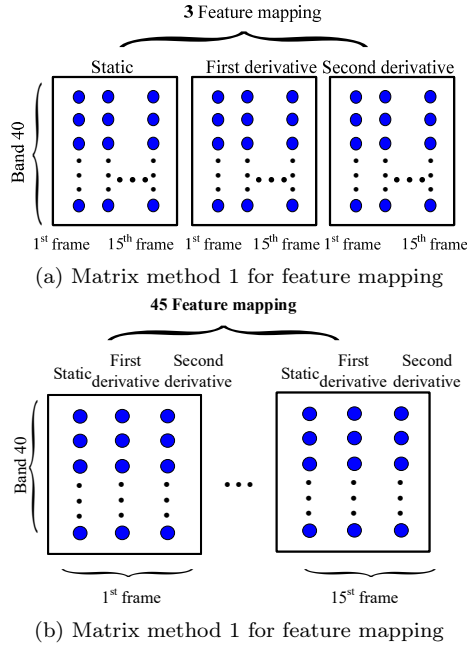 3 Feature mapping
Static
First derivative
Second derivative
Band 40
1st frame
15th frame
1st frame
15th frame
1st frame
15th frame
(a) Matrix method 1 for feature mapping
45 Feature mapping
Static
First
derivative
Second
derivative
Static
First
derivative
Second
derivative
Band 40
1st frame
15st frame
(b) Matrix method 1 for feature mapping